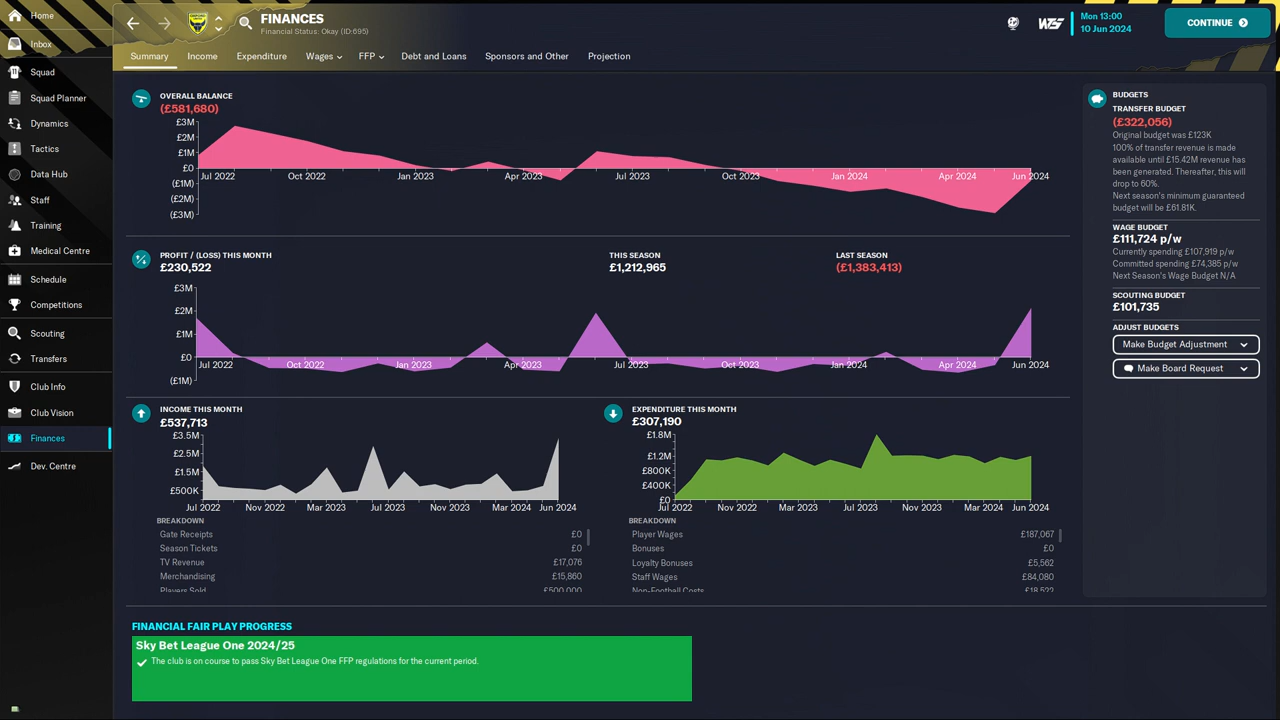 Home
Inbox
Squad
Squad Planner
Dynamics
Tactics
Data Hub
Staff
Training
Medical Centre
Schedule
Competitions
Scouting
Transfers
Club Info
Club Vision
Finances
Dev. Centre
FINANCES
Financial Status: Okay (ID:695)
Mon 13:00
10 Jun 2024
CONTINUE
Summary Income Expenditure Wages FFP Debt and Loans Sponsors and Other Projection
OVERALL BALANCE
(£581,680)
£3M
£2M
£1M
£0
(£1M)
(£2M)
(£3M)
Jul 2022 Oct 2022 Jan 2023 Apr 2023 Jul 2023 Oct 2023 Jan 2024 Apr 2024 Jun 2024
PROFIT / (LOSS) THIS MONTH
£230,522
THIS SEASON
£1,212,965
LAST SEASON
(£1,383,413)
£3M
£2M
£1M
£0
(£1M)
Jul 2022 Oct 2022 Jan 2023 Apr 2023 Jul 2023 Oct 2023 Jan 2024 Apr 2024 Jun 2024
INCOME THIS MONTH
£537,713
£3.5M
£2.5M
£1.5M
£500K
Jul 2022 Nov 2022 Mar 2023 Jul 2023 Nov 2023 Mar 2024 Jun 2024
BREAKDOWN
Gate Receipts £0
Season Tickets £0
TV Revenue £17,076
Merchandising £15,860
Players Sold £500,000
EXPENDITURE THIS MONTH
£307,190
£1.8M
£1.2M
£800K
£400K
£0
Jul 2022 Nov 2022 Mar 2023 Jul 2023 Nov 2023 Mar 2024 Jun 2024
BREAKDOWN
Player Wages £187,067
Bonuses £0
Loyalty Bonuses £5,562
Staff Wages £84,080
Non-Football Costs £18,522
BUDGETS
TRANSFER BUDGET
(£322,056)
Original budget was £123K
100% of transfer revenue is made
available until £15.42M revenue has
been generated. Thereafter, this will
drop to 60%.
Next season's minimum guaranteed
budget will be £61.81K.
WAGE BUDGET
£111,724 p/w
Currently spending £107,919 p/w
Committed spending £74,385 p/w
Next Season's Wage Budget N/A
SCOUTING BUDGET
£101,735
ADJUST BUDGETS
Make Budget Adjustment
Make Board Request
FINANCIAL FAIR PLAY PROGRESS
Sky Bet League One 2024/25
The club is on course to pass Sky Bet League One FFP regulations for the current period.